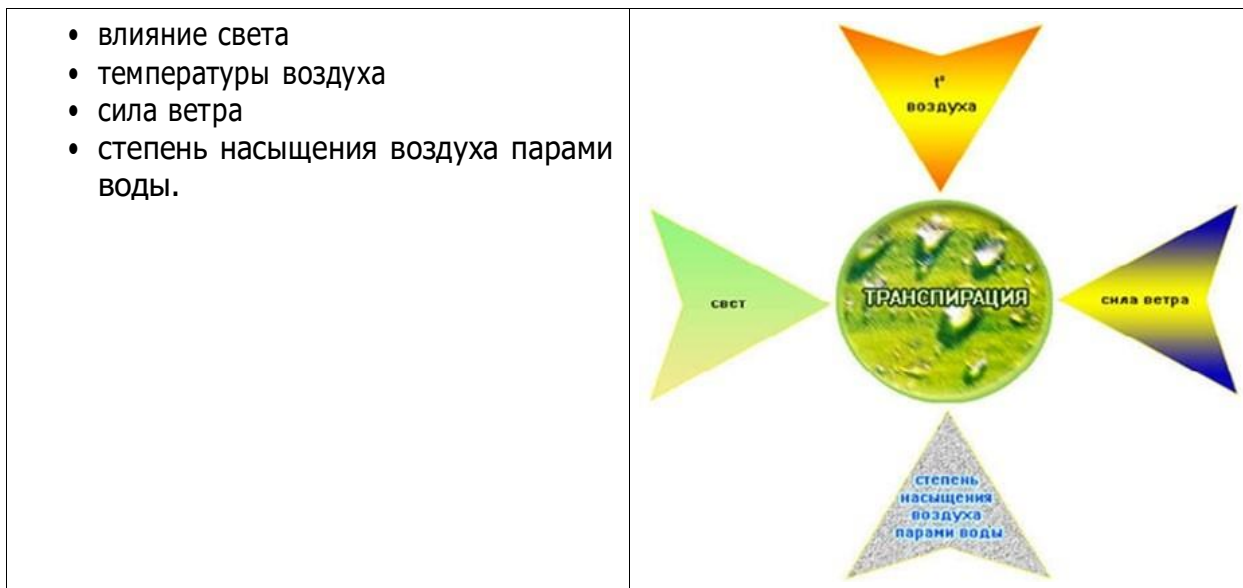 • влияние света
• температуры воздуха
• сила ветра
• степень насыщения воздуха парами
воды.
t°
воздуха
свет
ТРАНСПИРАЦИЯ
сила ветра
степень
насыщения
воздуха
парами воды